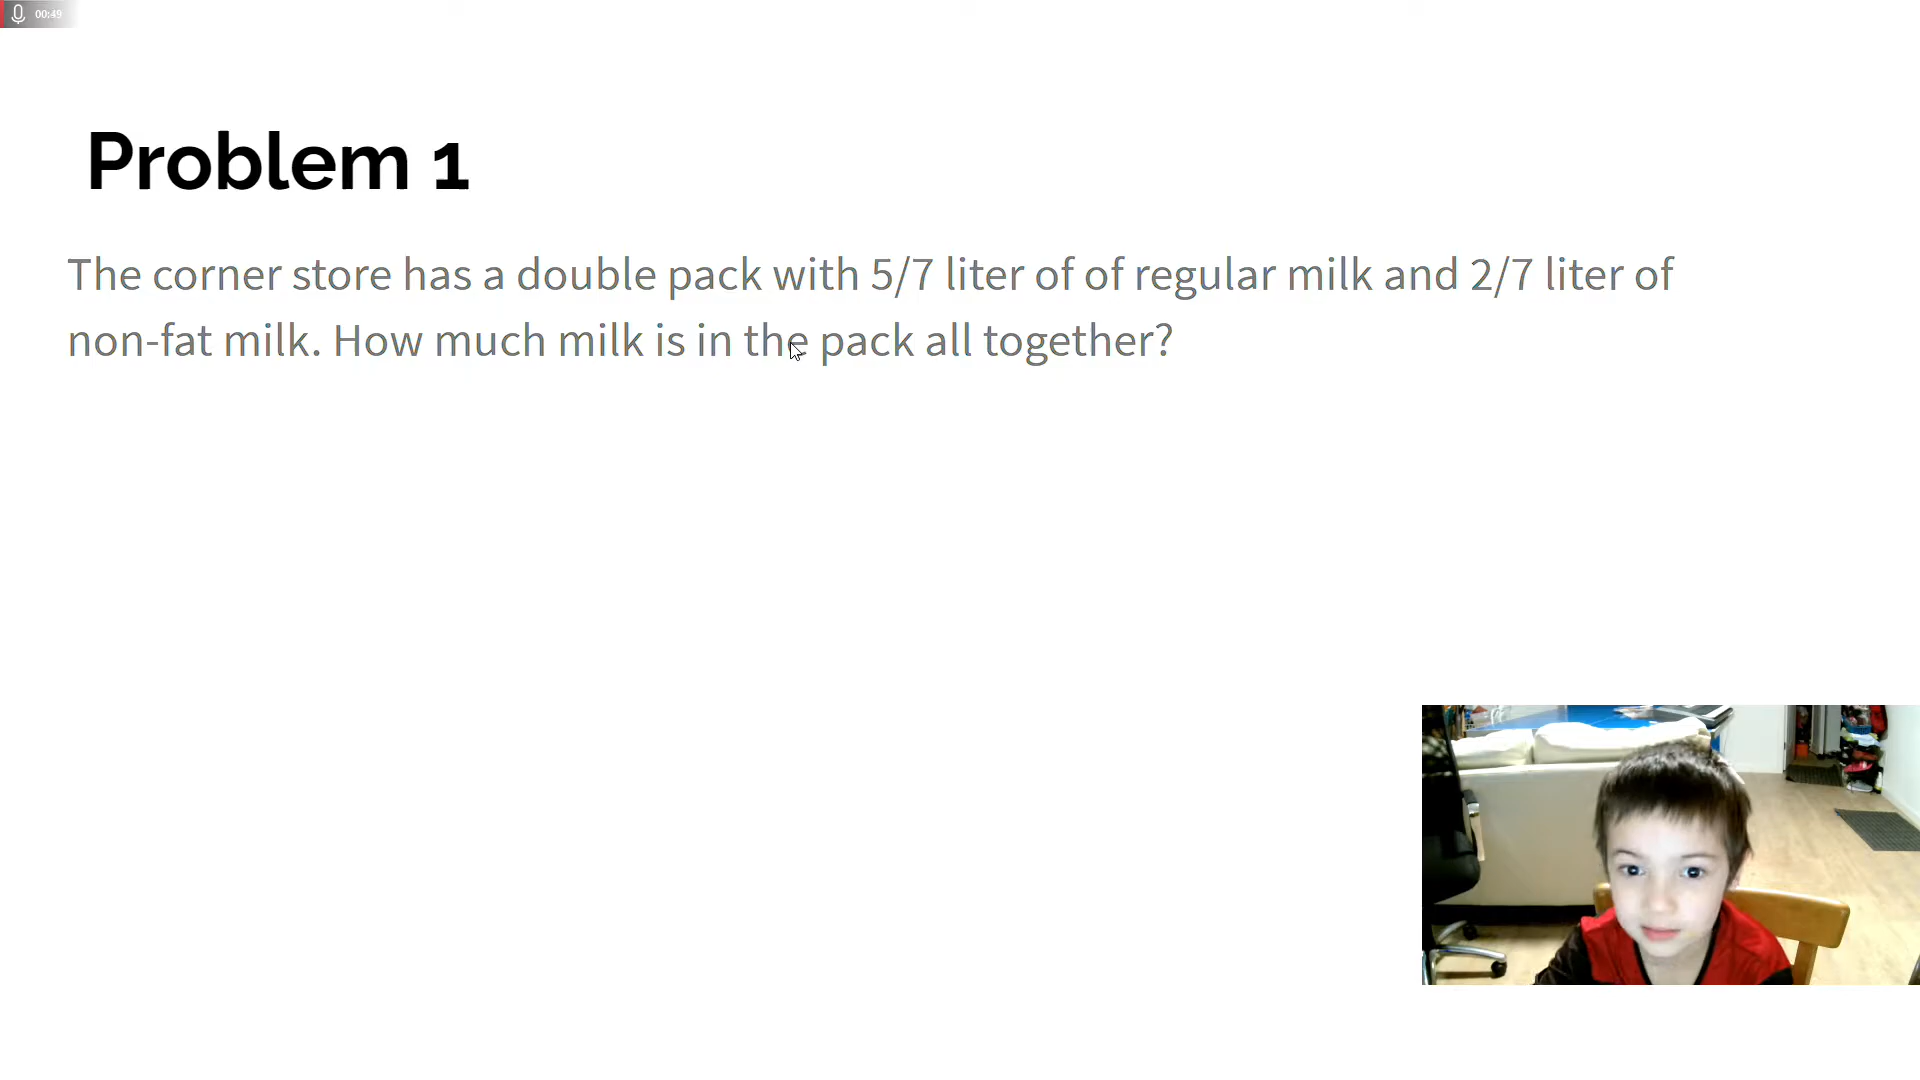 00:49
Problem 1
The corner store has a double pack with 5/7 liter of of regular milk and 2/7 liter of
non-fat milk. How much milk is in the pack all together?